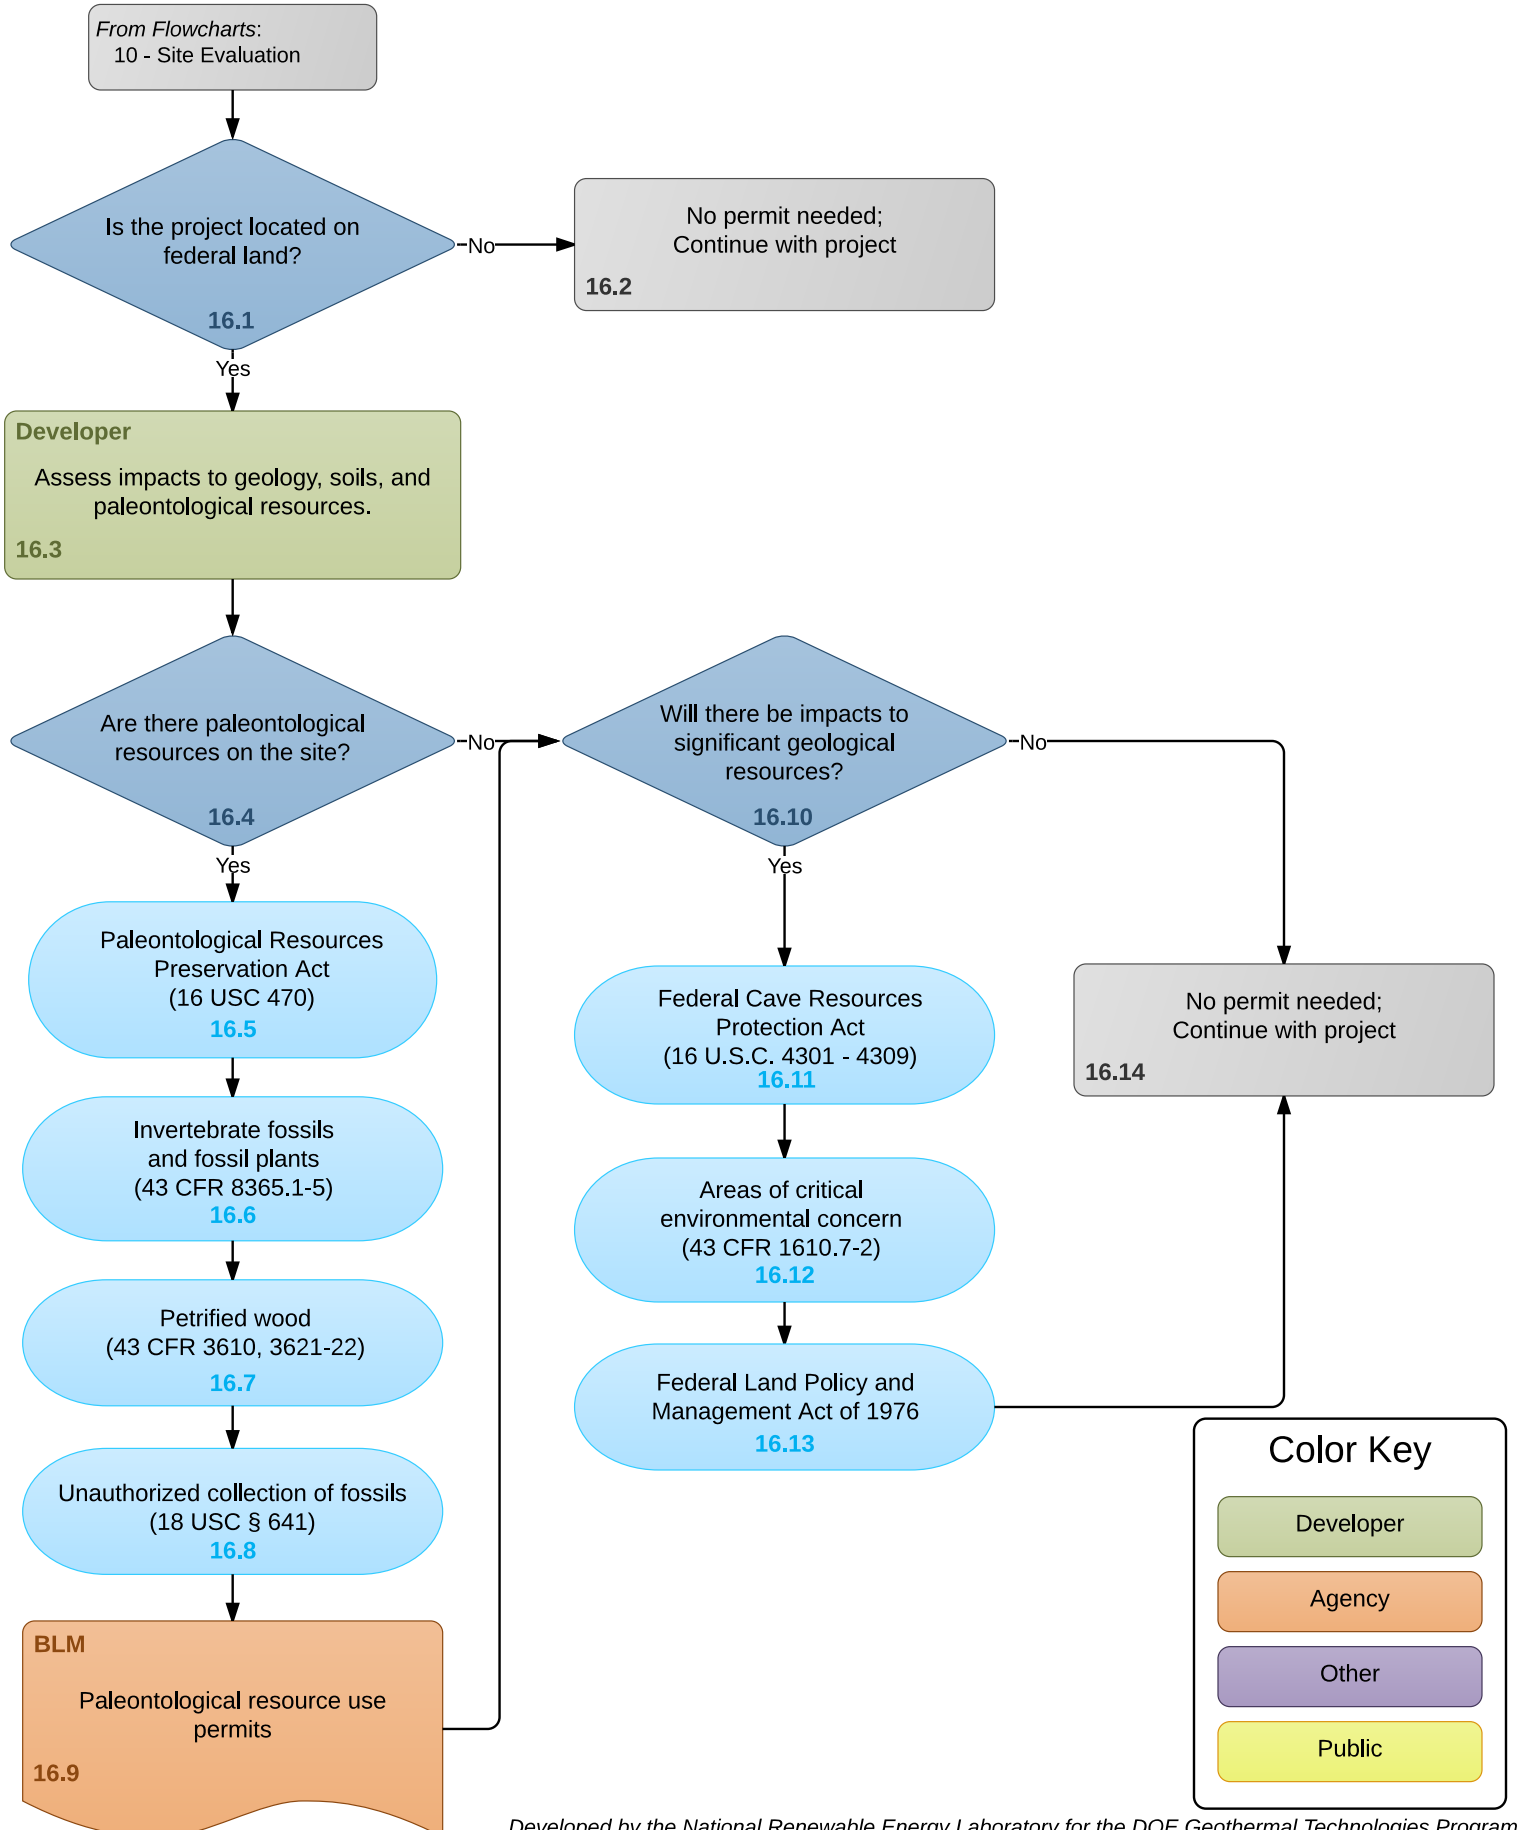 From Flowcharts:
10 - Site Evaluation
Is the project located on
federal land?
16.1
No
No permit needed;
Continue with project
16.2
Yes
Developer
Assess impacts to geology, soils, and
paleontological resources.
16.3
Are there paleontological
resources on the site?
16.4
No
Yes
Will there be impacts to
significant geological
resources?
16.10
No
Yes
Paleontological Resources
Preservation Act
(16 USC 470)
16.5
Invertebrate fossils
and fossil plants
(43 CFR 8365.1-5)
16.6
Petrified wood
(43 CFR 3610, 3621-22)
16.7
Unauthorized collection of fossils
(18 USC § 641)
16.8
BLM
Paleontological resource use
permits
16.9
Federal Cave Resources
Protection Act
(16 U.S.C. 4301 - 4309)
16.11
Areas of critical
environmental concern
(43 CFR 1610.7-2)
16.12
Federal Land Policy and
Management Act of 1976
16.13
No permit needed;
Continue with project
16.14
Color Key
Developer
Agency
Other
Public
Developed by the National Renewable Energy Laboratory for the DOE Geothermal Technologies Program